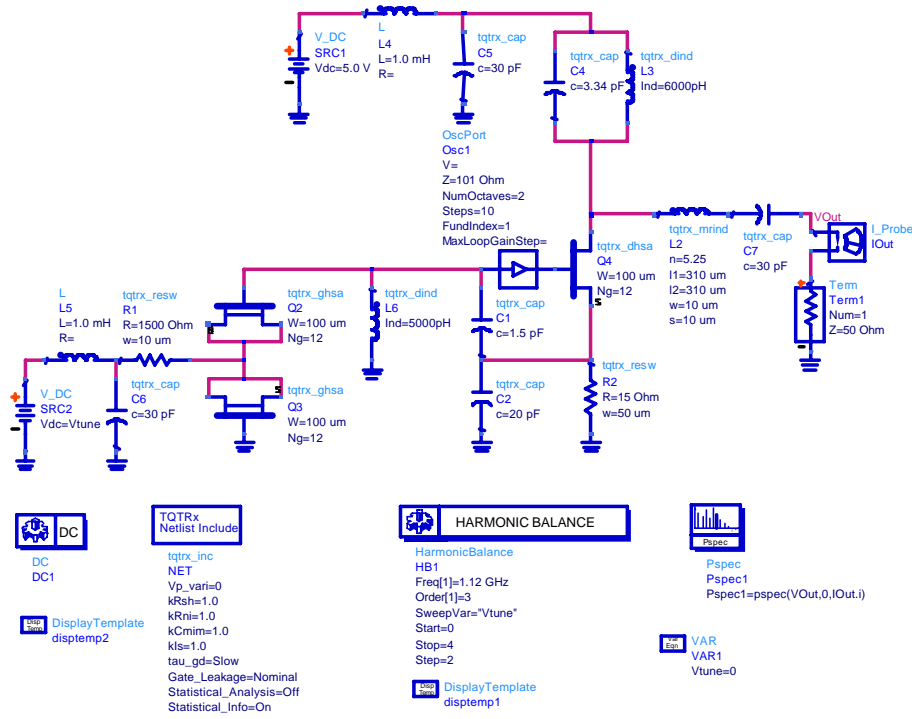 V_DC
SRC1
Vdc=5.0 V
L
L4
L=1.0 mH
R=
tqtrx_cap
C5
c=30 pF
tqtrx_cap
C4
c=3.34 pF
tqtrx_dind
L3
Ind=6000pH
OscPort
Osc1
V=
Z=101 Ohm
NumOctaves=2
Steps=10
FundIndex=1
MaxLoopGainStep=
tqtrx_dhsa
Q4
W=100 um
Ng=12
tqtrx_mrind
L2
n=5.25
l1=310 um
l2=310 um
w=10 um
s=10 um
tqtrx_cap
C7
c=30 pF
VOut
I_Probe
IOut
Term
Term1
Num=1
Z=50 Ohm
L
L5
L=1.0 mH
R=
tqtrx_resw
R1
R=1500 Ohm
w=10 um
tqtrx_ghsa
Q2
W=100 um
Ng=12
tqtrx_dind
L6
Ind=5000pH
tqtrx_cap
C1
c=1.5 pF
V_DC
SRC2
Vdc=Vtune
tqtrx_cap
C6
c=30 pF
tqtrx_ghsa
Q3
W=100 um
Ng=12
tqtrx_cap
C2
c=20 pF
tqtrx_resw
R2
R=15 Ohm
w=50 um
DC
DC
DC1
Disp
Temp
DisplayTemplate
disptemp2
TQTRx
Netlist Include
tqtrx_inc
NET
Vp_vari=0
kRsh=1.0
kRni=1.0
kCmim=1.0
kIs=1.0
tau_gd=Slow
Gate_Leakage=Nominal
Statistical_Analysis=Off
Statistical_Info=On
HARMONIC BALANCE
HarmonicBalance
HB1
Freq[1]=1.12 GHz
Order[1]=3
SweepVar="Vtune"
Start=0
Stop=4
Step=2
Disp
Temp
DisplayTemplate
disptemp1
Pspec
Pspec
Pspec1
Pspec1=pspec(VOut,0,IOut.i)
Var
Eqn
VAR
VAR1
Vtune=0